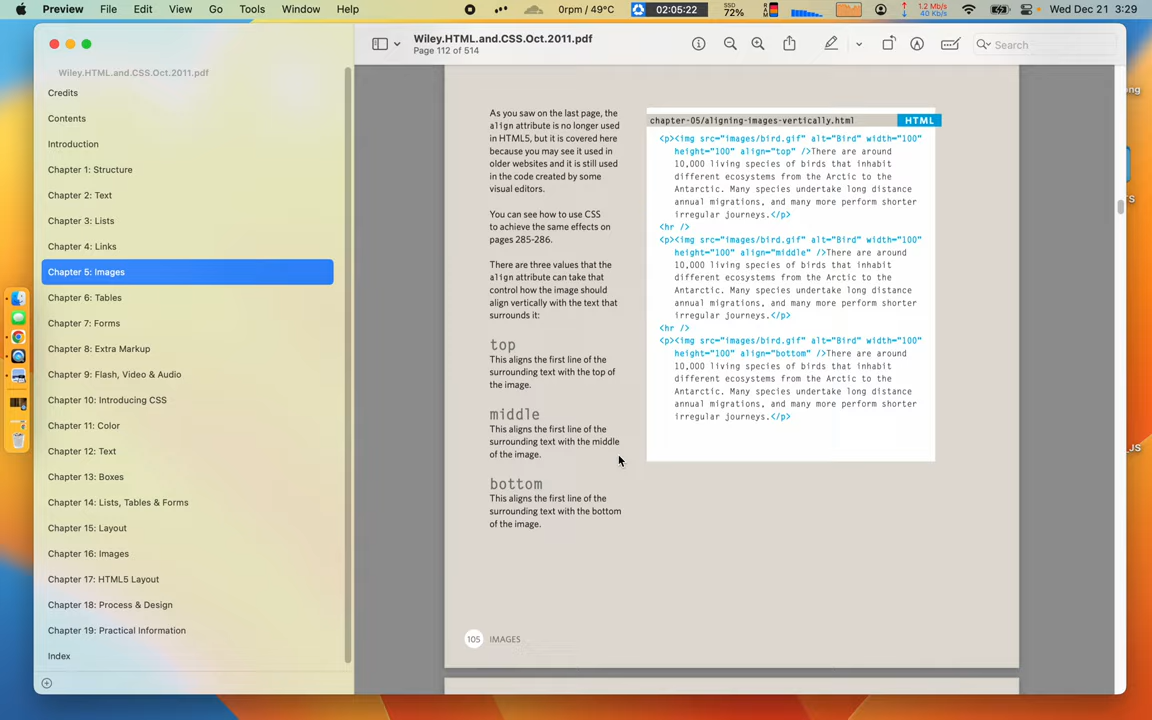 Preview File Edit View Go Tools Window Help
0rpm / 49°C
02:05:22
SSD
72%
1.2 Mb/s
40 Kb/s
Wed Dec 21 3:29
Wiley.HTML.and.CSS.Oct.2011.pdf
Credits
Contents
Introduction
Chapter 1: Structure
Chapter 2: Text
Chapter 3: Lists
Chapter 4: Links
Chapter 5: Images
Chapter 6: Tables
Chapter 7: Forms
Chapter 8: Extra Markup
Chapter 9: Flash, Video & Audio
Chapter 10: Introducing CSS
Chapter 11: Color
Chapter 12: Text
Chapter 13: Boxes
Chapter 14: Lists, Tables & Forms
Chapter 15: Layout
Chapter 16: Images
Chapter 17: HTML5 Layout
Chapter 18: Process & Design
Chapter 19: Practical Information
Index
Wiley.HTML.and.CSS.Oct.2011.pdf
Page 112 of 514
Search
As you saw on the last page, the
align attribute is no longer used
in HTML5, but it is covered here
because you may see it used in
older websites and it is still used
in the code created by some
visual editors.
You can see how to use CSS
to achieve the same effects on
pages 285-286.
There are three values that the
align attribute can take that
control how the image should
align vertically with the text that
surrounds it:
top
This aligns the first line of the
surrounding text with the top of
the image.
middle
This aligns the first line of the
surrounding text with the middle
of the image.
bottom
This aligns the first line of the
surrounding text with the bottom
of the image.
chapter-05/aligning-images-vertically.html HTML
<p><img src="images/bird.gif" alt="Bird" width="100"
height="100" align="top" />There are around
10,000 living species of birds that inhabit
different ecosystems from the Arctic to the
Antarctic. Many species undertake long distance
annual migrations, and many more perform shorter
irregular journeys.</p>
<hr />
<p><img src="images/bird.gif" alt="Bird" width="100"
height="100" align="middle" />There are around
10,000 living species of birds that inhabit
different ecosystems from the Arctic to the
Antarctic. Many species undertake long distance
annual migrations, and many more perform shorter
irregular journeys.</p>
<hr />
<p><img src="images/bird.gif" alt="Bird" width="100"
height="100" align="bottom" />There are around
10,000 living species of birds that inhabit
different ecosystems from the Arctic to the
Antarctic. Many species undertake long distance
annual migrations, and many more perform shorter
irregular journeys.</p>
105 IMAGES
ong
_JS